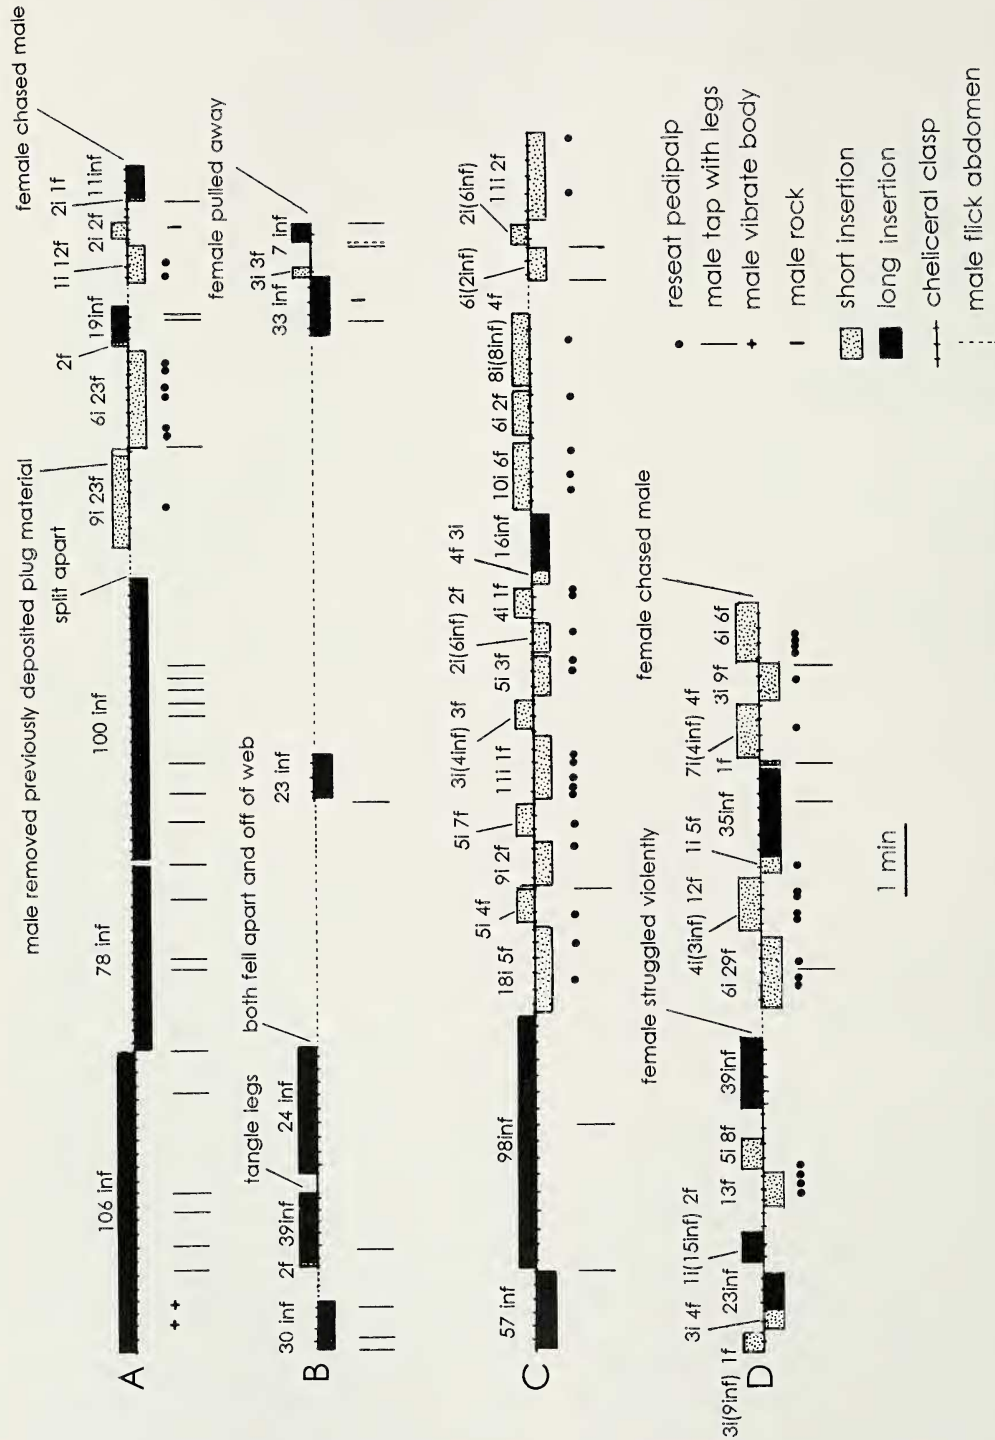 A
106 inf
78 inf
100 inf
split apart
male removed previously deposited plug material
9i 23f
6i 23f
2f
19inf
1i 12f
2i 2f
2i 1f
11inf
female chased male
B
30 inf
2f
39inf
tangle legs
24 inf
both fell apart and off of web
23 inf
33 inf
3i 3f
7 inf
female pulled away
C
57 inf
98inf
18i 5f
5i 4f
9i 2f
5i 7f
11i 1f
3i(4inf) 3f
5i 3f
2i(6inf) 2f
4i 1f
4f 3i
16inf
10i 6f
6i 2f
8i(8inf) 4f
6i(2inf)
2i(6inf)
11i 2f
D
3i(9inf) 1f
3i 4f
23inf
1i(15inf) 2f
13f
5i 8f
39inf
female struggled violently
6i 29f
4i(3inf) 12f
1i 5f
35inf
1f
7i(4inf) 4f
3i 9f
6i 6f
female chased male
1 min
reseat pedipalp
male tap with legs
male vibrate body
male rock
short insertion
long insertion
cheliceral clasp
male flick abdomen